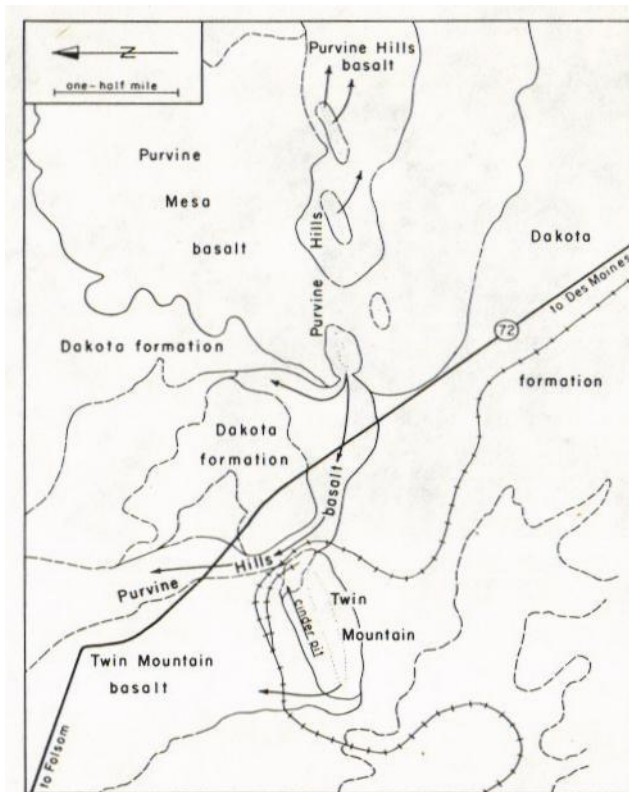 N
one-half mile
Purvine Hills
basalt
Purvine
Mesa
basalt
Hills
Purvine
Dakota
to Des Moines
72
Dakota formation
formation
Dakota
formation
basalt
Hills
Purvine
Twin
Mountain
cinder pit
Twin Mountain
basalt
to Folsom